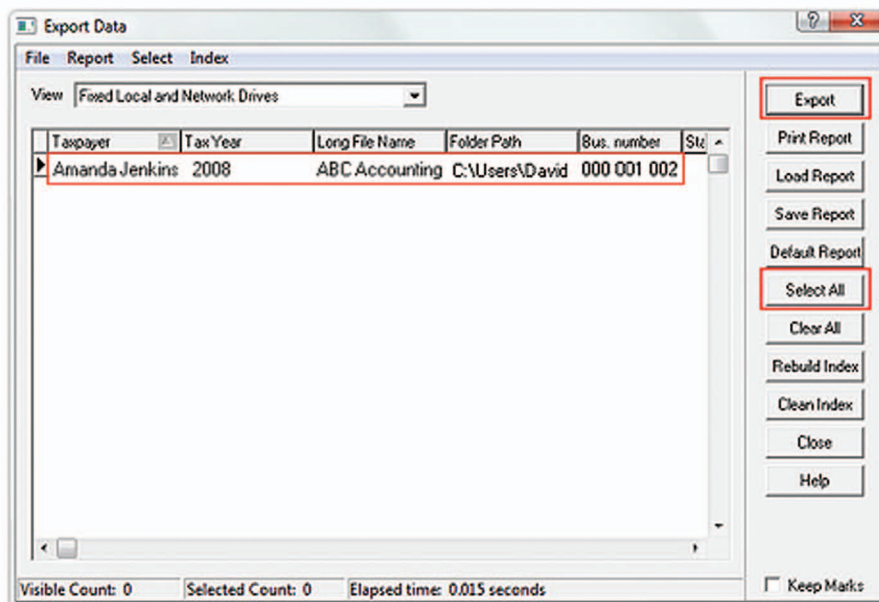 Export Data
File Report Select Index
View Fixed Local and Network Drives
Taxpayer Tax Year Long File Name Folder Path Bus. number Sta
Amanda Jenkins 2008 ABC Accounting C:\Users\David 000 001 002
Export
Print Report
Load Report
Save Report
Default Report
Select All
Clear All
Rebuild Index
Clean Index
Close
Help
Keep Marks
Visible Count: 0 Selected Count: 0 Elapsed time: 0.015 seconds